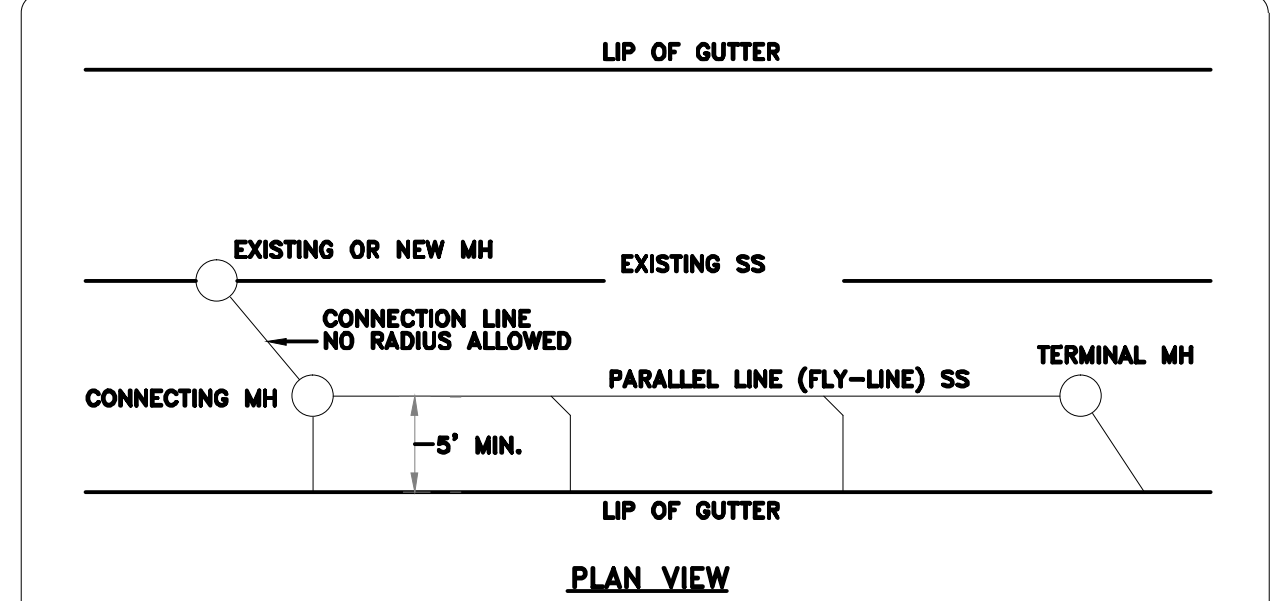 LIP OF GUTTER
EXISTING OR NEW MH
EXISTING SS
CONNECTION LINE
NO RADIUS ALLOWED
TERMINAL MH
PARALLEL LINE (FLY-LINE) SS
CONNECTING MH
5' MIN.
LIP OF GUTTER
PLAN VIEW